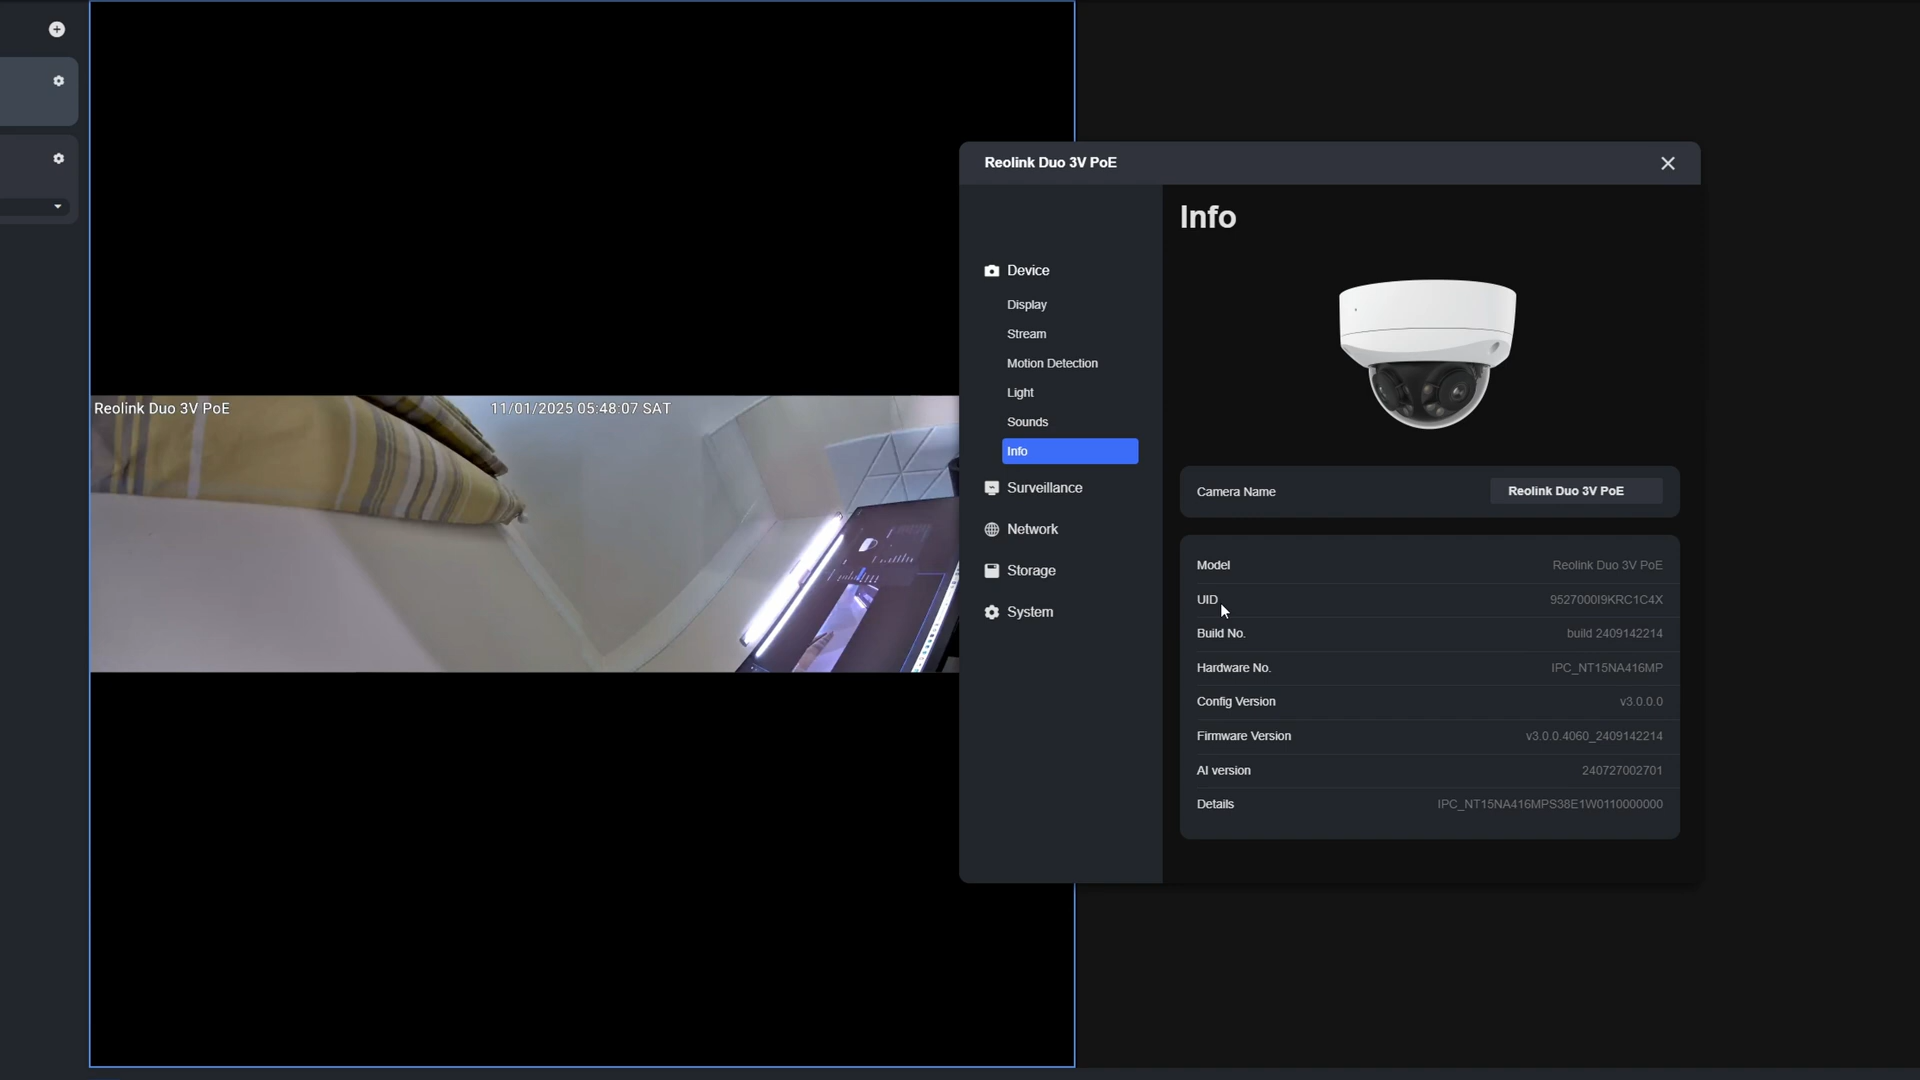 Reolink Duo 3V PoE
11/01/2025 05:48:07 SAT
Reolink Duo 3V PoE
Device
Display
Stream
Motion Detection
Light
Sounds
Info
Surveillance
Network
Storage
System
Info
Camera Name Reolink Duo 3V PoE
Model Reolink Duo 3V PoE
UID 9527000I9KRC1C4X
Build No. build 2409142214
Hardware No. IPC_NT15NA416MP
Config Version v3.0.0.0
Firmware Version v3.0.0.4060_2409142214
AI version 240727002701
Details IPC_NT15NA416MPS38E1W0110000000